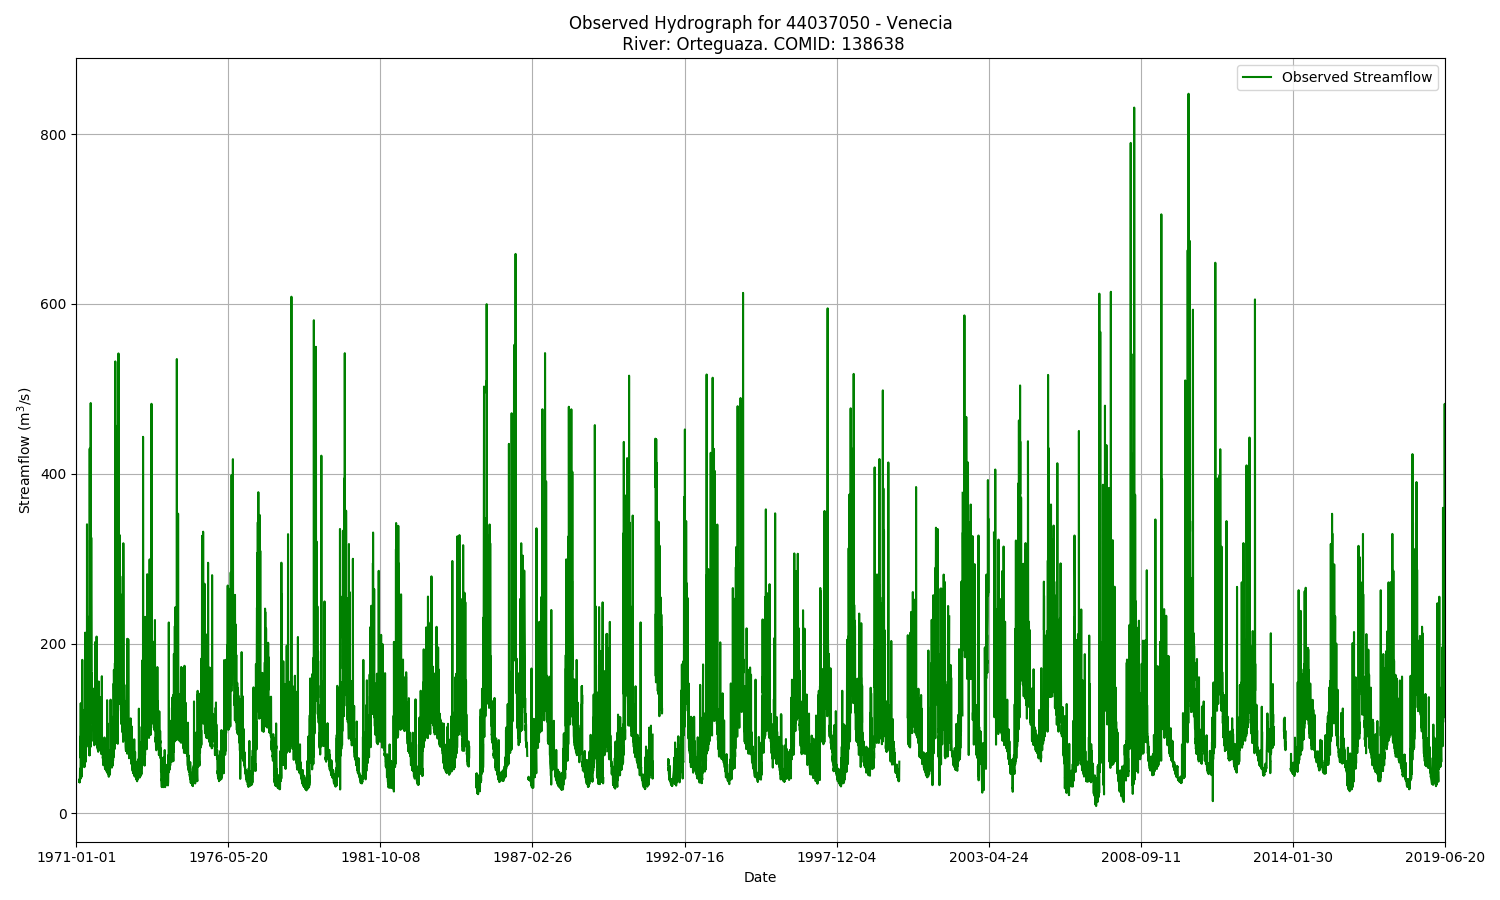 Observed Hydrograph for 44037050 - Venecia
River: Orteguaza. COMID: 138638
Observed Streamflow
Streamflow (m³/s)
800
600
400
200
0
1971-01-01 1976-05-20 1981-10-08 1987-02-26 1992-07-16 1997-12-04 2003-04-24 2008-09-11 2014-01-30 2019-06-20
Date